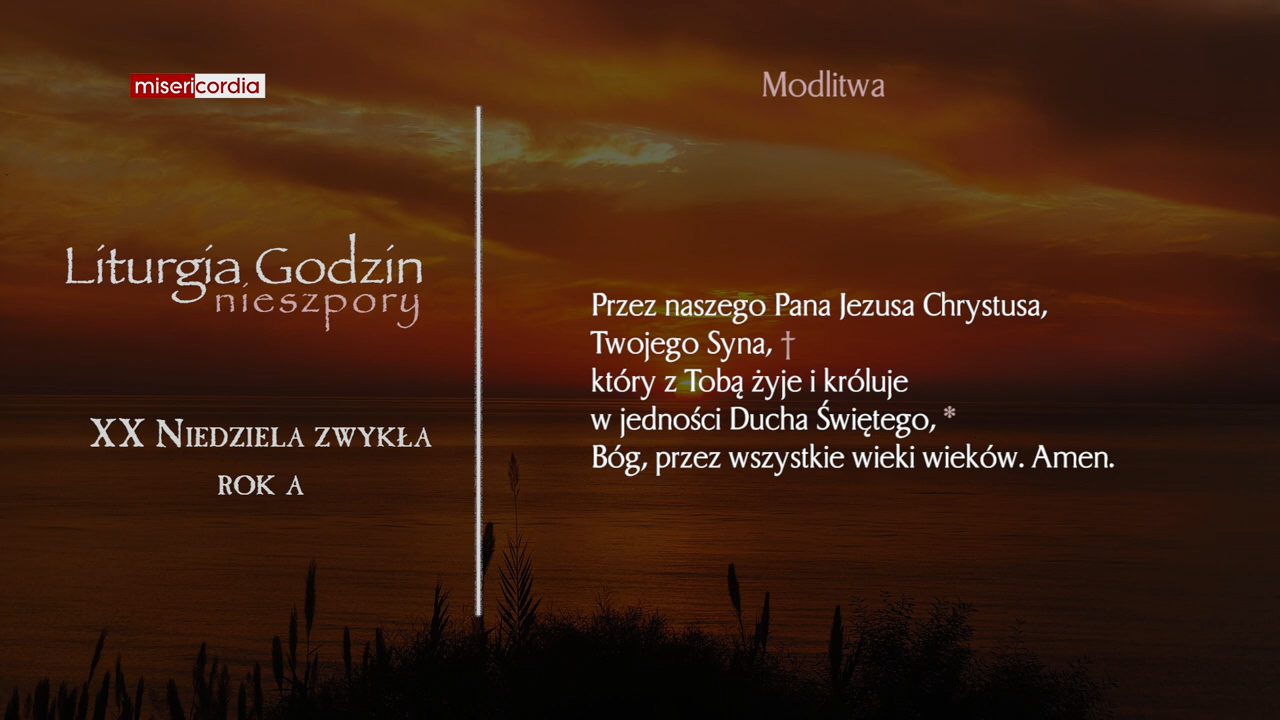 misericordia
Modlitwa
Liturgia Godzin
nieszpory
XX Niedziela zwykła
rok a
Przez naszego Pana Jezusa Chrystusa,
Twojego Syna, †
który z Tobą żyje i króluje
w jedności Ducha Świętego, *
Bóg, przez wszystkie wieki wieków. Amen.